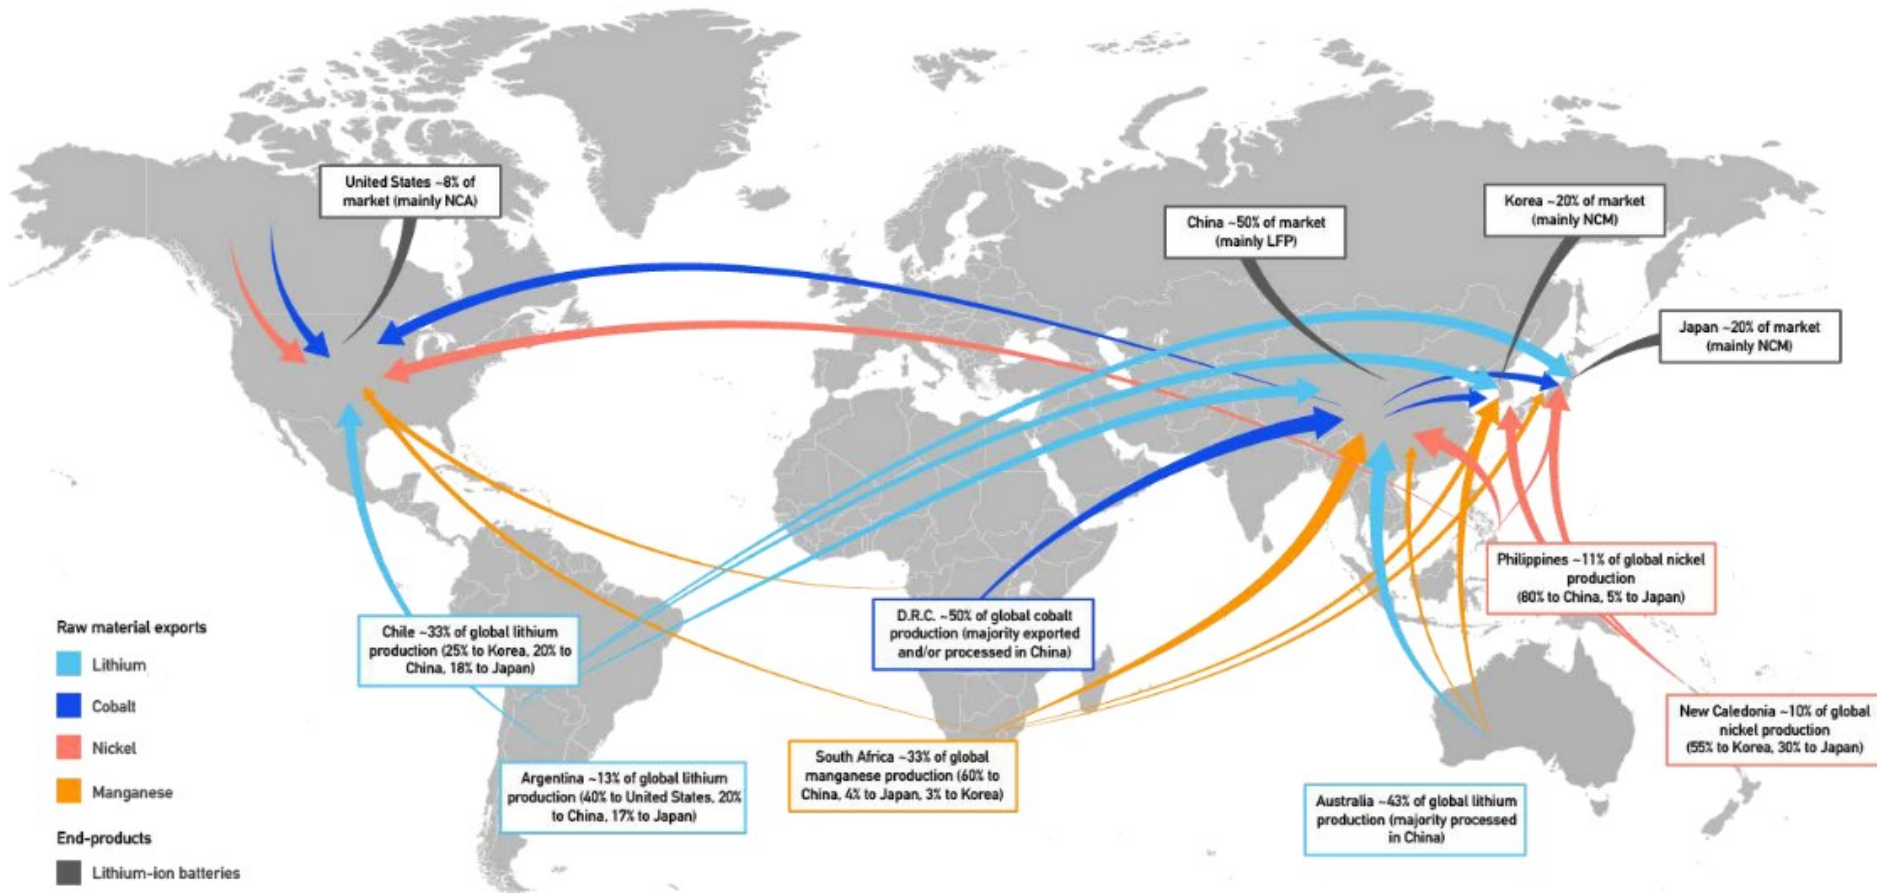 United States ~8% of
market (mainly NCA)
China ~50% of market
(mainly LFP)
Korea ~20% of market
(mainly NCM)
Japan ~20% of market
(mainly NCM)
Philippines ~11% of global nickel
production
(80% to China, 5% to Japan)
D.R.C. ~50% of global cobalt
production (majority exported
and/or processed in China)
Chile ~33% of global lithium
production (25% to Korea, 20% to
China, 18% to Japan)
New Caledonia ~10% of global
nickel production
(55% to Korea, 30% to Japan)
South Africa ~33% of global
manganese production (60% to
China, 4% to Japan, 3% to Korea)
Argentina ~13% of global lithium
production (40% to United States, 20%
to China, 17% to Japan)
Australia ~43% of global lithium
production (majority processed
in China)
Raw material exports
Lithium
Cobalt
Nickel
Manganese
End-products
Lithium-ion batteries